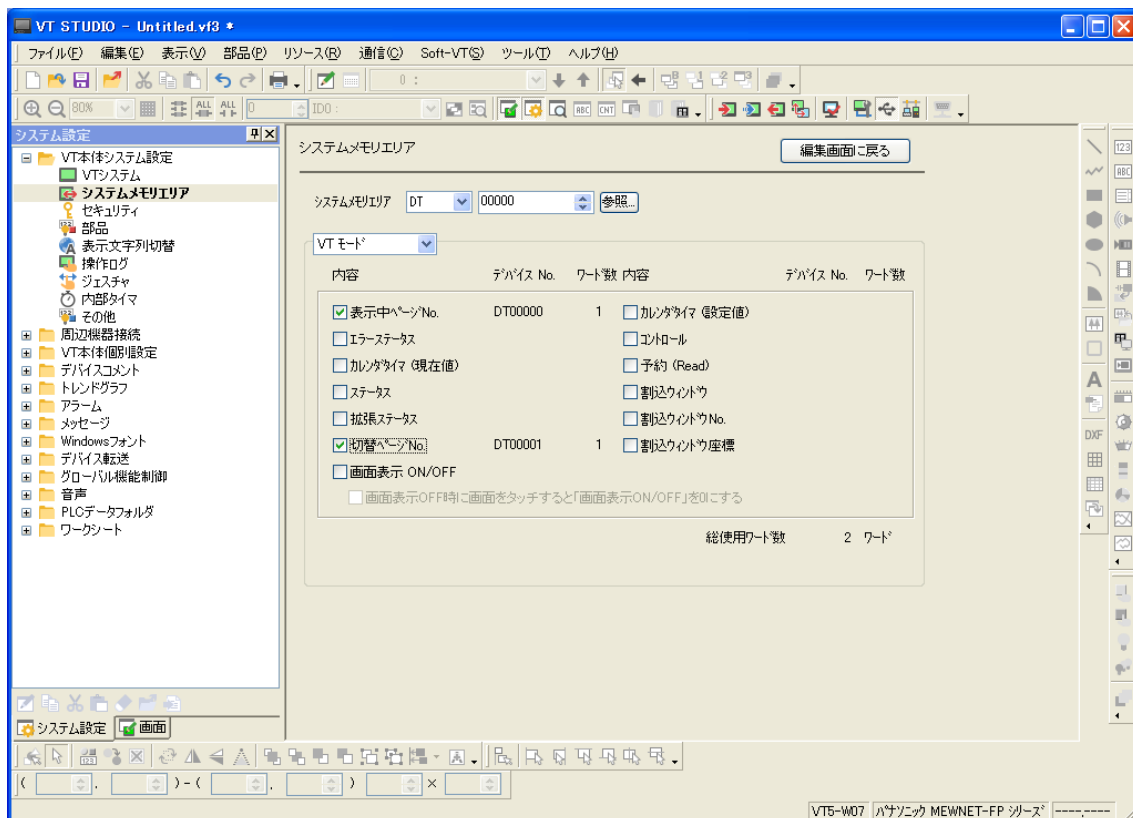 VT STUDIO - Untitled.vf3 *
ファイル(F) 編集(E) 表示(V) 部品(P) リソース(R) 通信(C) Soft-VT(S) ツール(T) ヘルプ(H)
0 :
80% ALL ALL 0 ID0 : ABC CNT
システム設定
VT本体システム設定
VTシステム
システムメモリエリア
セキュリティ
部品
表示文字列切替
操作ログ
ジェスチャ
内部タイマ
その他
周辺機器接続
VT本体個別設定
デバイスコメント
トレンドグラフ
アラーム
メッセージ
Windowsフォント
デバイス転送
グローバル機能制御
音声
PLCデータフォルダ
ワークシート
システム設定 画面
システムメモリエリア 編集画面に戻る
システムメモリエリア DT 00000 参照...
VT モード
内容 デバイス No. ワード数 内容 デバイス No. ワード数
表示中ページNo. DT00000 1 カレンダタイマ (設定値)
エラーステータス コントロール
カレンダタイマ (現在値) 予約 (Read)
ステータス 割込ウィンドウ
拡張ステータス 割込ウィンドウNo.
切替ページNo. DT00001 1 割込ウィンドウ座標
画面表示 ON/OFF
画面表示OFF時に画面をタッチすると「画面表示ON/OFF」を0にする
総使用ワード数 2 ワード
123
ABC
A
DXF
( . ) - ( . ) ×
VT5-W07 パナソニック MEWNET-FP シリーズ ----,----